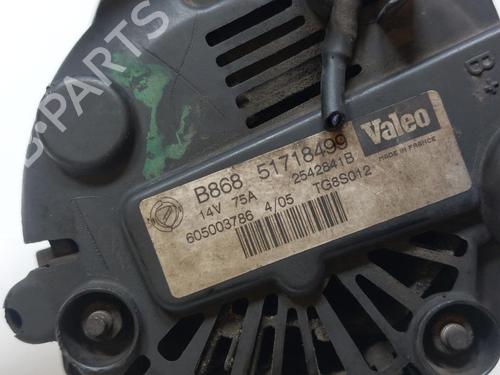 B-PARTS
B+
Valeo
MADE IN FRANCE
B868 51718499
14V 75A 2542841B
605003786 4/05 TG8S012